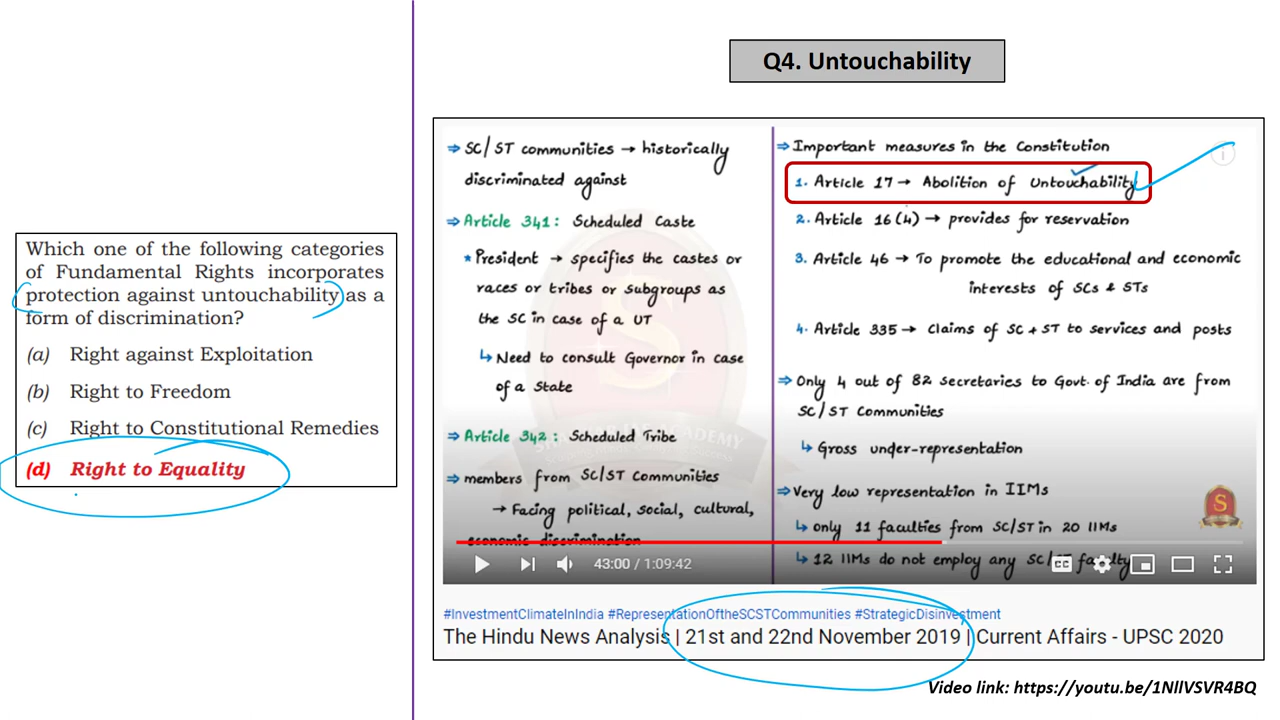 Q4. Untouchability
Which one of the following categories
of Fundamental Rights incorporates
protection against untouchability as a
form of discrimination?
(a) Right against Exploitation
(b) Right to Freedom
(c) Right to Constitutional Remedies
(d) Right to Equality
⇒ SC/ST communities → historically
discriminated against
⇒ Article 341: Scheduled Caste
* President → specifies the castes or
races or tribes or subgroups as
the SC in case of a UT
↳ Need to consult Governor in case
of a State
⇒ Article 342: Scheduled Tribe
⇒ members from SC/ST Communities
→ Facing political, social, cultural,
economic discrimination
⇒ Important measures in the Constitution
1. Article 17 → Abolition of Untouchability
2. Article 16(4) → provides for reservation
3. Article 46 → To promote the educational and economic
interests of SCs & STs
4. Article 335 → Claims of SC + ST to services and posts
⇒ Only 4 out of 82 secretaries to Govt. of India are from
SC/ST Communities
↳ Gross under-representation
⇒ Very low representation in IIMs
↳ only 11 faculties from SC/ST in 20 IIMs
↳ 12 IIMs do not employ any SC/ST faculty
43:00 / 1:09:42
CC
#InvestmentClimateInIndia #RepresentationOftheSCSTCommunities #StrategicDisinvestment
The Hindu News Analysis | 21st and 22nd November 2019 | Current Affairs - UPSC 2020
Video link: https://youtu.be/1NllVSVR4BQ